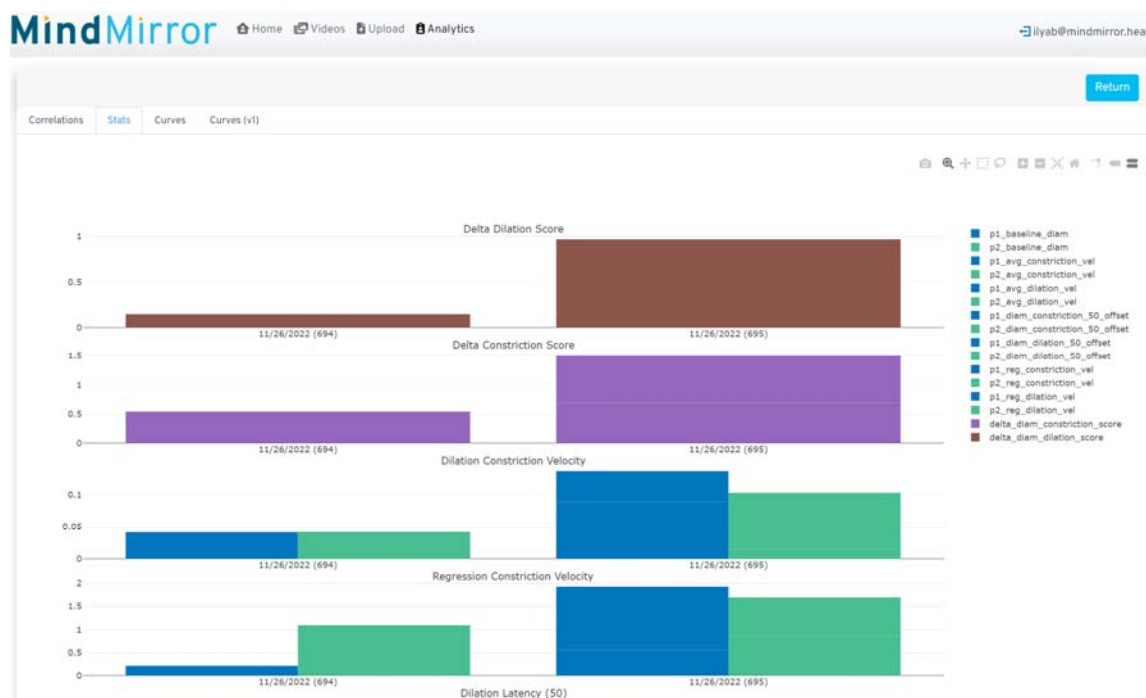 MindMirror Home Videos Upload Analytics ilyab@mindmirror.hea
Return
Correlations Stats Curves Curves (v1)
Delta Dilation Score
1
0.5
0
11/26/2022 (694) 11/26/2022 (695)
Delta Constriction Score
1.5
1
0.5
0
11/26/2022 (694) 11/26/2022 (695)
Dilation Constriction Velocity
0.1
0.05
0
11/26/2022 (694) 11/26/2022 (695)
Regression Constriction Velocity
2
1.5
1
0.5
0
11/26/2022 (694) 11/26/2022 (695)
Dilation Latency (50)
p1_baseline_diam
p2_baseline_diam
p1_avg_constriction_vel
p2_avg_constriction_vel
p1_avg_dilation_vel
p2_avg_dilation_vel
p1_diam_constriction_50_offset
p2_diam_constriction_50_offset
p1_diam_dilation_50_offset
p2_diam_dilation_50_offset
p1_reg_constriction_vel
p2_reg_constriction_vel
p1_reg_dilation_vel
p2_reg_dilation_vel
delta_diam_constriction_score
delta_diam_dilation_score